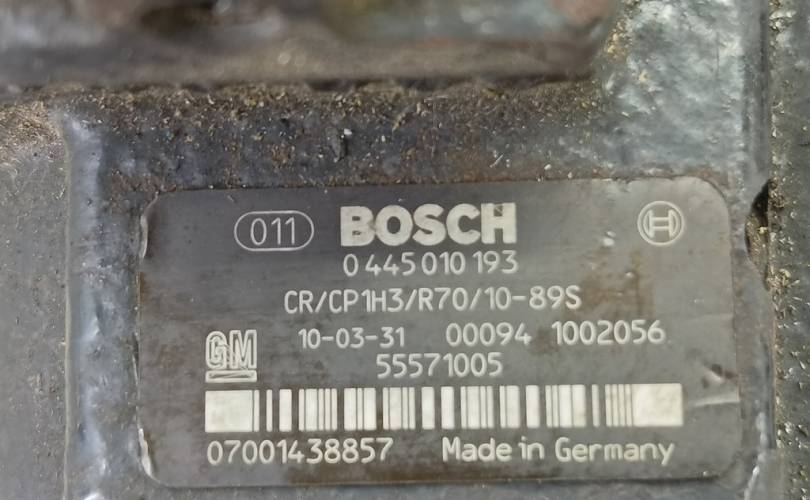 011 BOSCH
0 445 010 193
CR/CP1H3/R70/10-89S
GM 10-03-31 00094 1002056
55571005
07001438857 Made in Germany